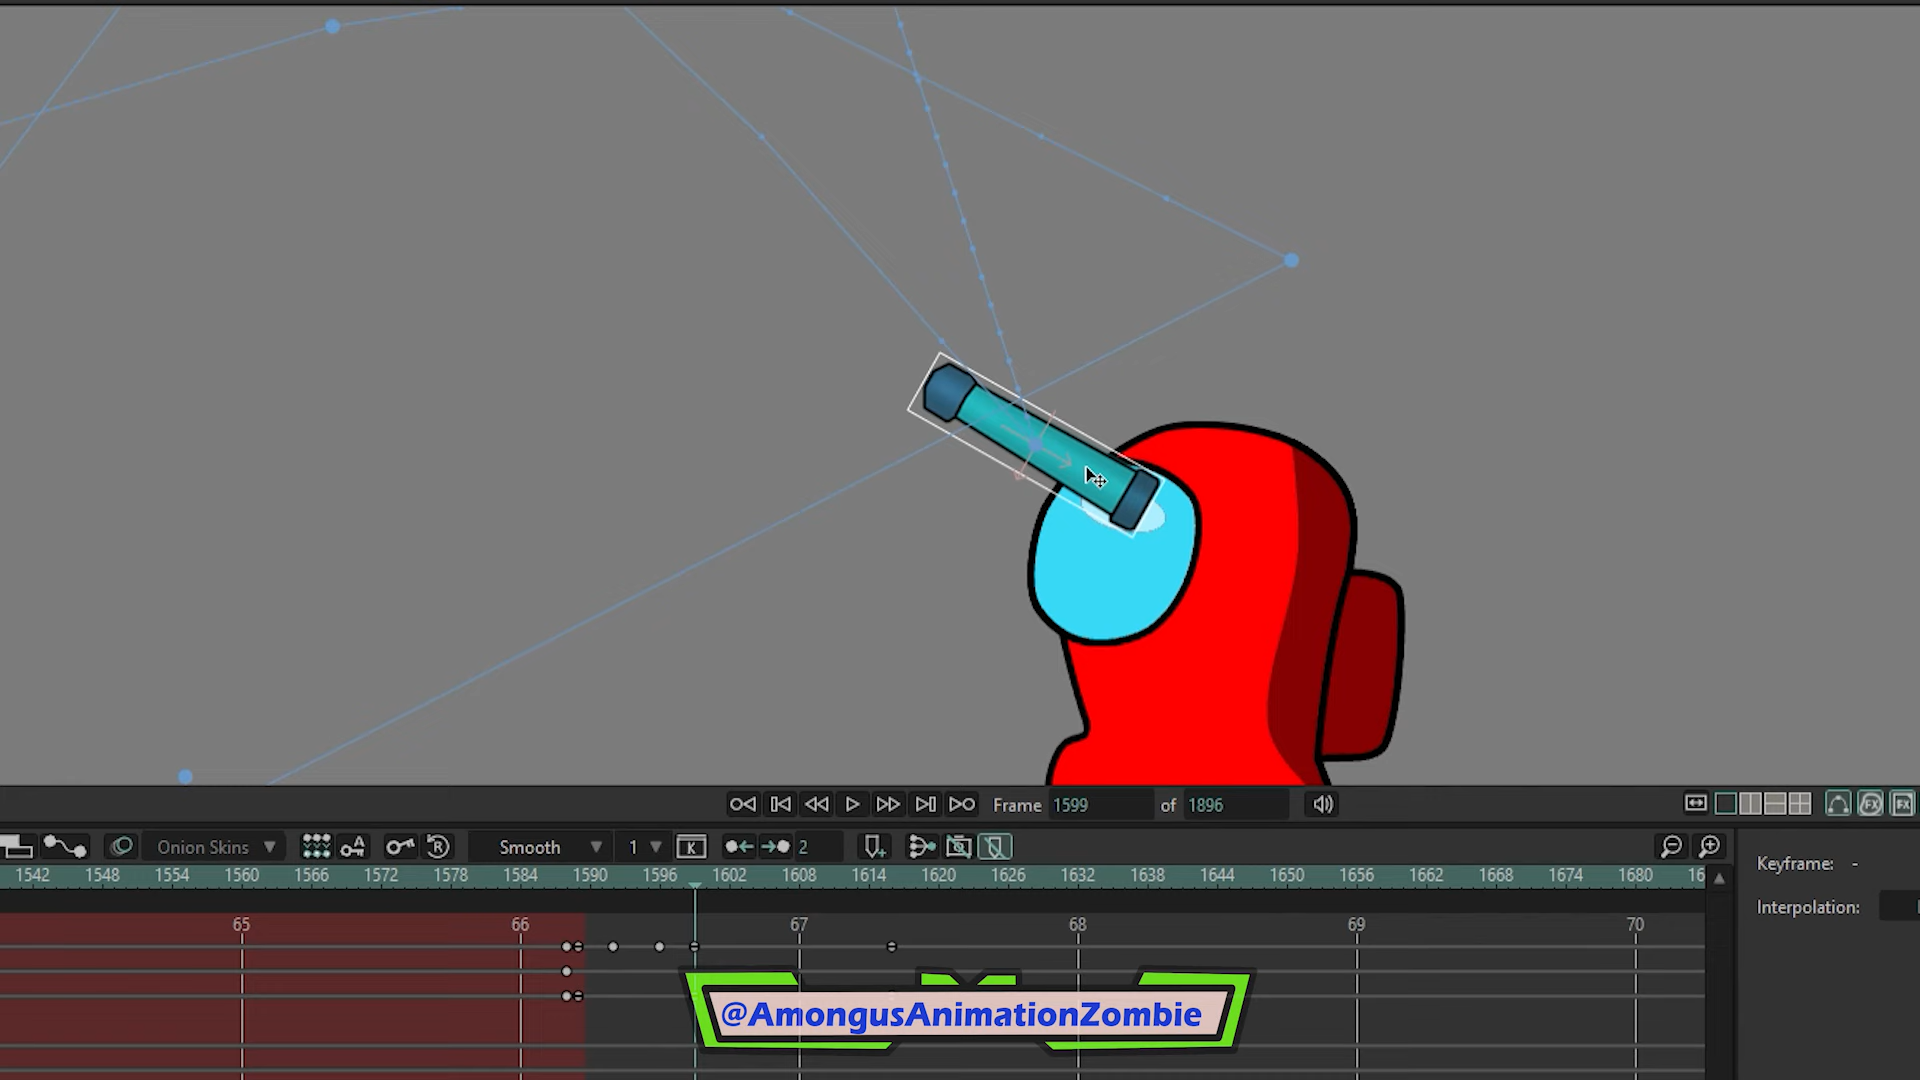 Frame 1599 of 1896
Onion Skins Smooth 1 K 2
1542 1548 1554 1560 1566 1572 1578 1584 1590 1596 1602 1608 1614 1620 1626 1632 1638 1644 1650 1656 1662 1668 1674 1680 16
Keyframe: -
Interpolation:
65 66 67 68 69 70
@AmongusAnimationZombie